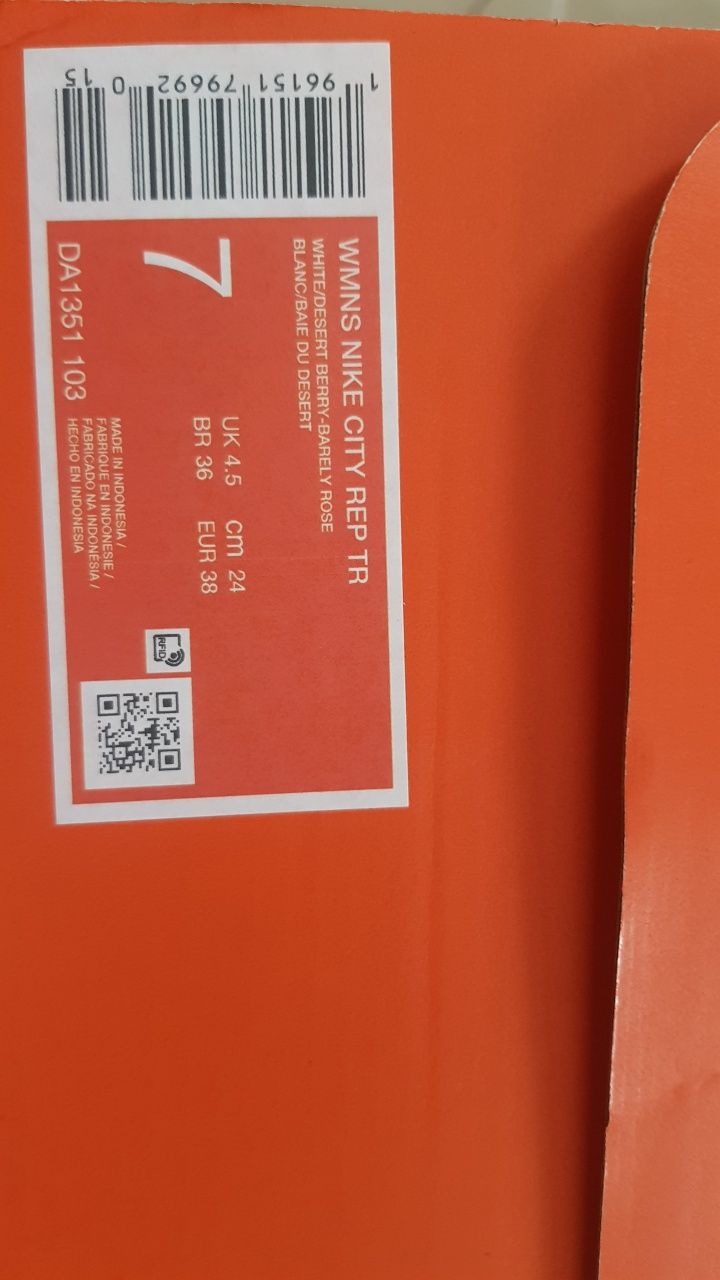 1 96151 79692 0 15
WMNS NIKE CITY REP TR
WHITE/DESERT BERRY-BARELY ROSE
BLANC/BAIE DU DESERT
7
UK 4.5 cm 24
BR 36 EUR 38
DA1351 103
MADE IN INDONESIA /
FABRIQUE EN INDONESIE /
FABRICADO NA INDONÉSIA /
HECHO EN INDONESIA
RFID